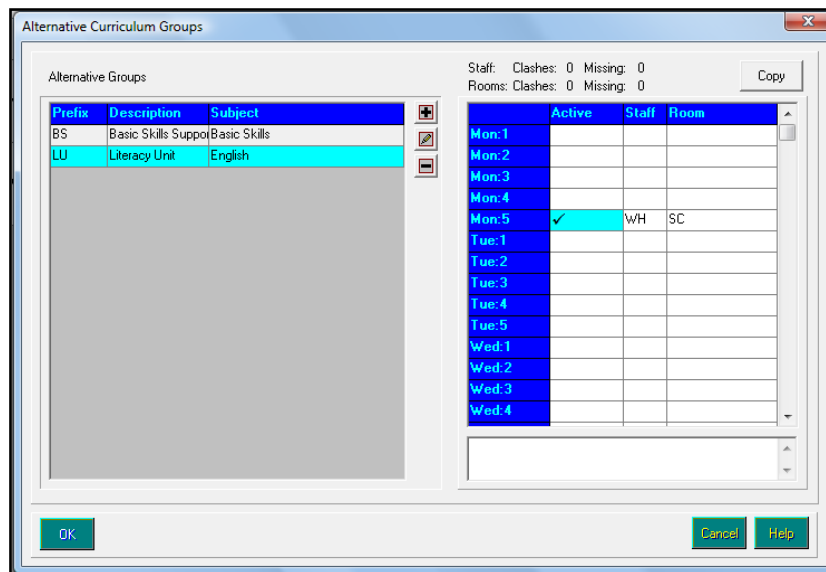 Alternative Curriculum Groups
Alternative Groups
Staff: Clashes: 0 Missing: 0
Rooms: Clashes: 0 Missing: 0
Copy
Prefix Description Subject
BS Basic Skills Suppor Basic Skills
LU Literacy Unit English
Active Staff Room
Mon:1
Mon:2
Mon:3
Mon:4
Mon:5 ✓ WH SC
Tue:1
Tue:2
Tue:3
Tue:4
Tue:5
Wed:1
Wed:2
Wed:3
Wed:4
OK Cancel Help